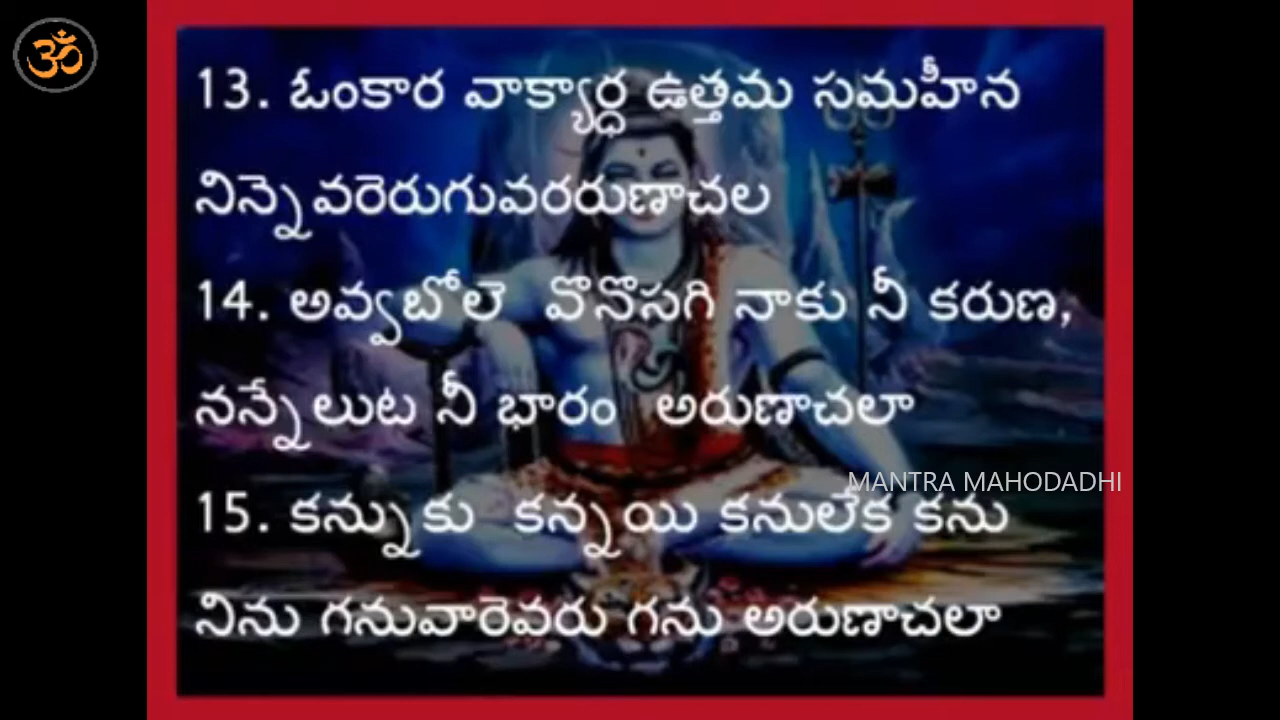 ॐ
13. ఓంకార వాక్యార్ధ ఉత్తమ సమహీన
నిన్నెవరెరుగువరరుణాచల
14. అవ్వబోలె వొనొసగి నాకు నీ కరుణ,
నన్నేలుట నీ భారం అరుణాచలా
MANTRA MAHODADHI
15. కన్నుకు కన్నయి కనులేక కను
నిను గనువారెవరు గను అరుణాచలా